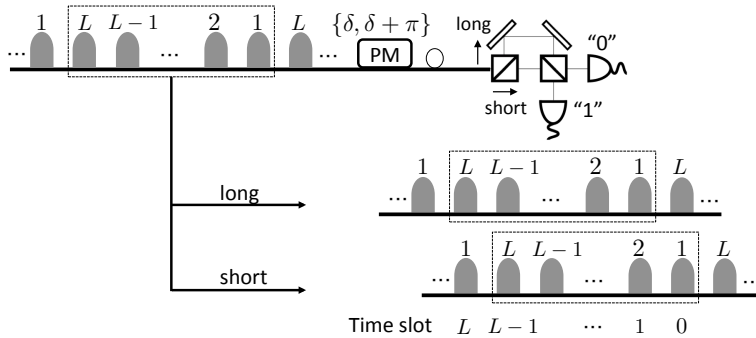 ... 1 L L − 1 ... 2 1 L ... {δ, δ + π} PM
long
short
"0"
"1"
long
... 1 L L − 1 ... 2 1 L ...
short
... 1 L L − 1 ... 2 1 L ...
Time slot L L − 1 ... 1 0